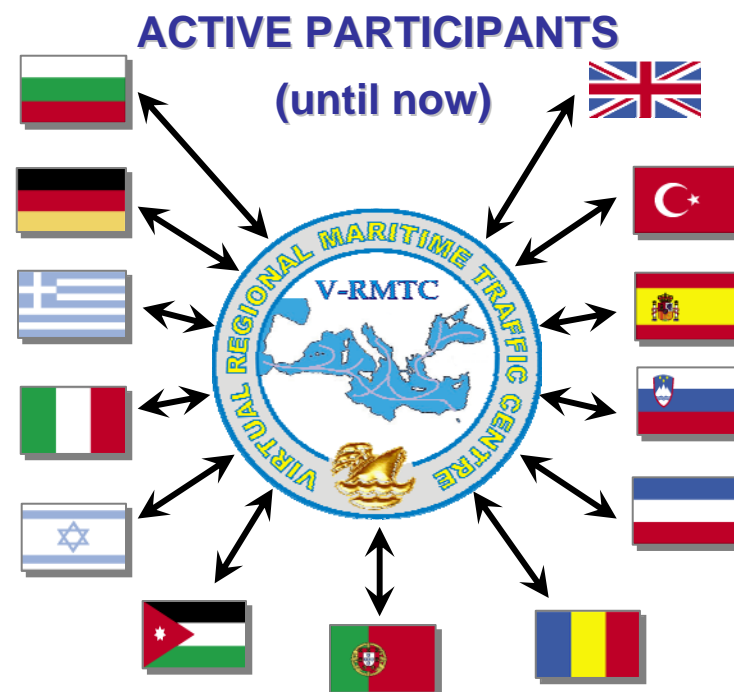 ACTIVE PARTICIPANTS
(until now)
VIRTUAL REGIONAL MARITIME TRAFFIC CENTRE
V-RMTC